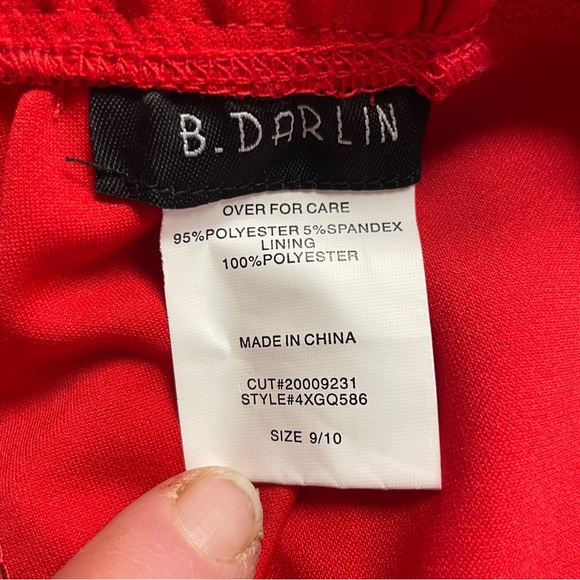 B.DARLIN
OVER FOR CARE
95%POLYESTER 5%SPANDEX
LINING
100%POLYESTER
MADE IN CHINA
CUT#20009231
STYLE#4XGQ586
SIZE 9/10